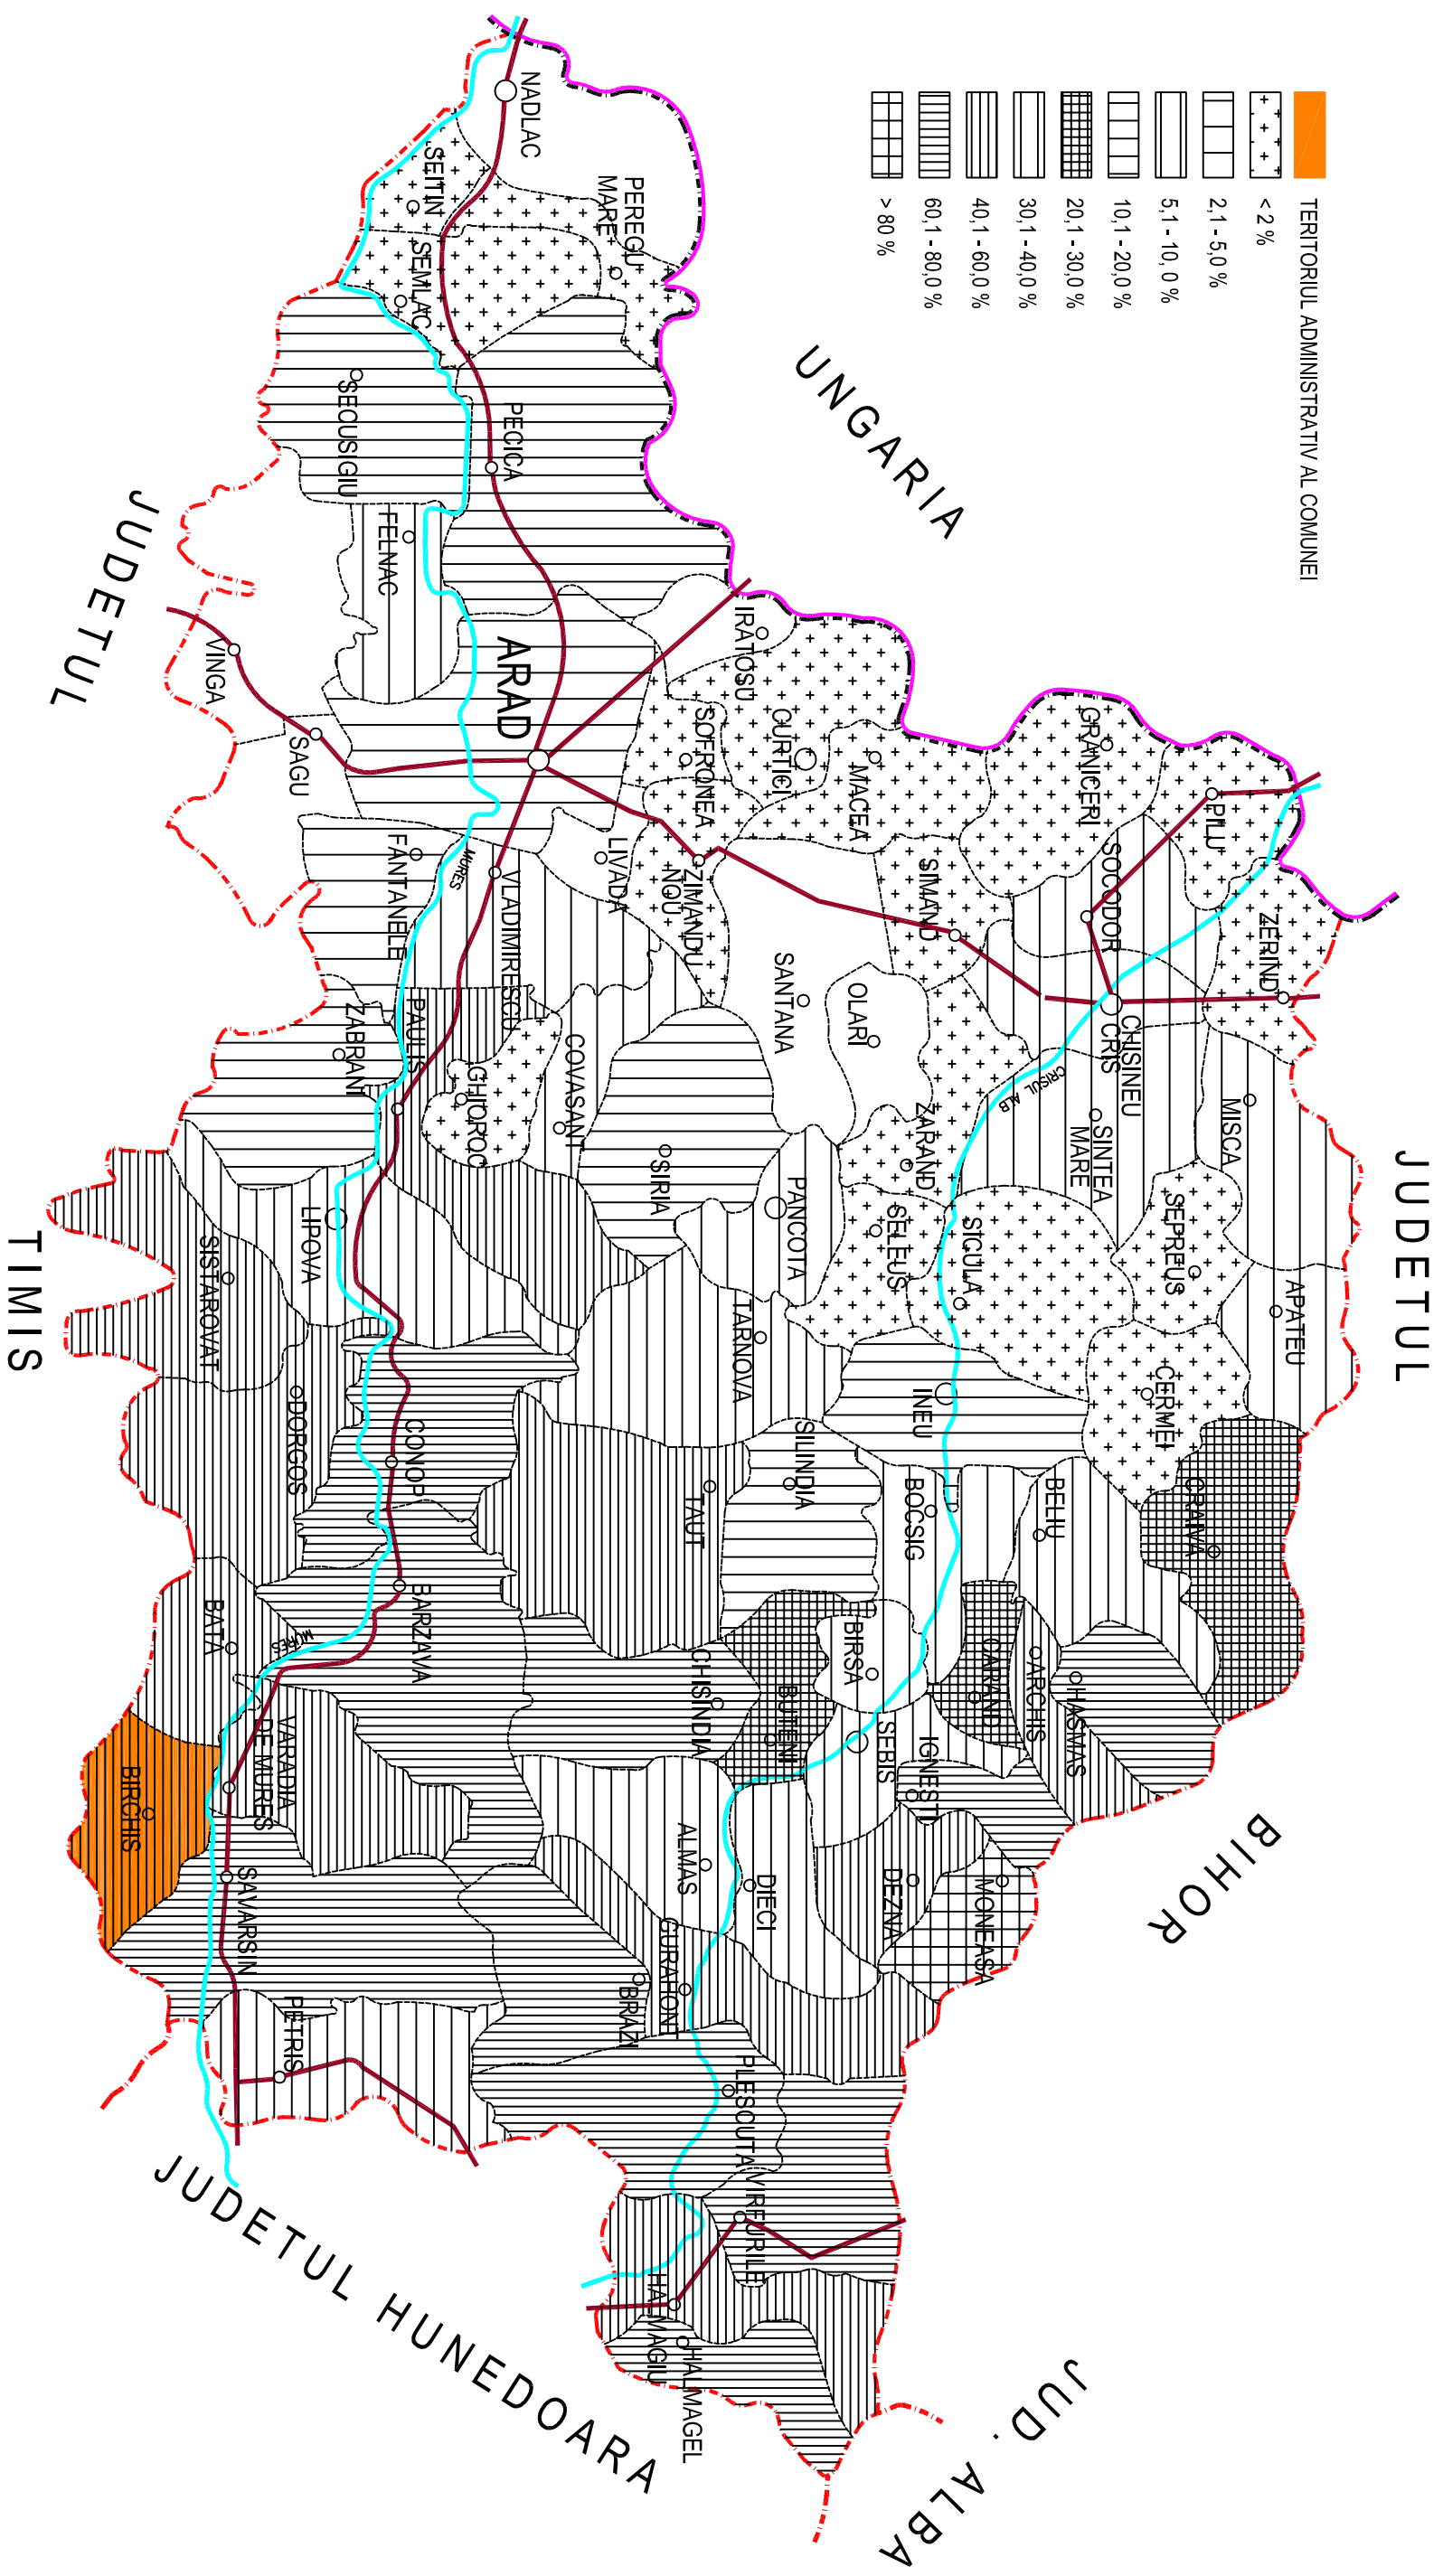 TERITORIUL ADMINISTRATIV AL COMUNEI
< 2 %
2,1 - 5,0 %
5,1 - 10,0 %
10,1 - 20,0 %
20,1 - 30,0 %
30,1 - 40,0 %
40,1 - 60,0 %
60,1 - 80,0 %
> 80 %
UNGARIA
JUDETUL
BIHOR
JUD. ALBA
JUDETUL HUNEDOARA
JUDETUL
TIMIS
NADLAC
SEITIN
SEMLAC
PEREGU
MARE
PECICA
SECUSIGIU
FELNAC
VINGA
SAGU
ARAD
IRATOSU
SOFRONEA
CURTICI
MACEA
GRANICERI
PILU
SOCODOR
ZERIND
SIMAND
ZIMANDU
NOU
LIVADA
VLADIMIRESCU
FANTANELE
MURES
ZABRANI
PAULIS
GHIOROC
COVASANT
SANTANA
OLARI
CHISINEU
CRIS
CRISUL ALB
MISCA
SINTEA
MARE
ZARAND
SIRIA
PANCOTA
SELEUS
SICULA
SEPREUS
APATEU
CERMEI
LIPOVA
SISTAROVAT
TARNOVA
INEU
DORGOS
CONOP
TAUT
SILINDIA
BOCSIG
BELIU
CRAIVA
BARZAVA
BATA
MURES
CHISINDIA
BUTENI
BIRSA
SEBIS
CARAND
ARCHIS
HASMAS
IGNESTI
VARADIA
DE MURES
BIRCHIS
SAVARSIN
ALMAS
DIECI
DEZNA
MONEASA
GURAHONT
BRAZI
PETRIS
PLESCUTA
VIRFURILE
HALMAGIU
HALMAGEL